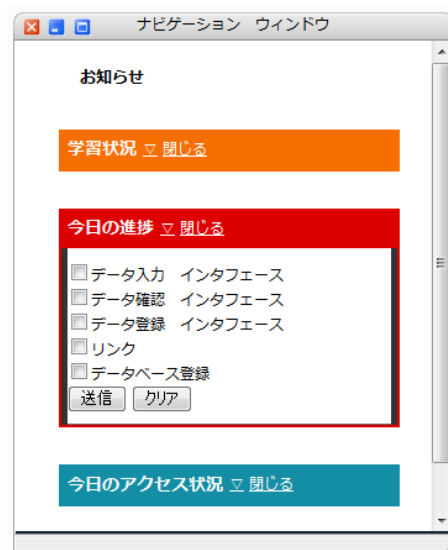 ナビゲーション　ウィンドウ
お知らせ
学習状況 ▽ 閉じる
今日の進捗 ▽ 閉じる
データ入力　インタフェース
データ確認　インタフェース
データ登録　インタフェース
リンク
データベース登録
送信 クリア
今日のアクセス状況 ▽ 閉じる